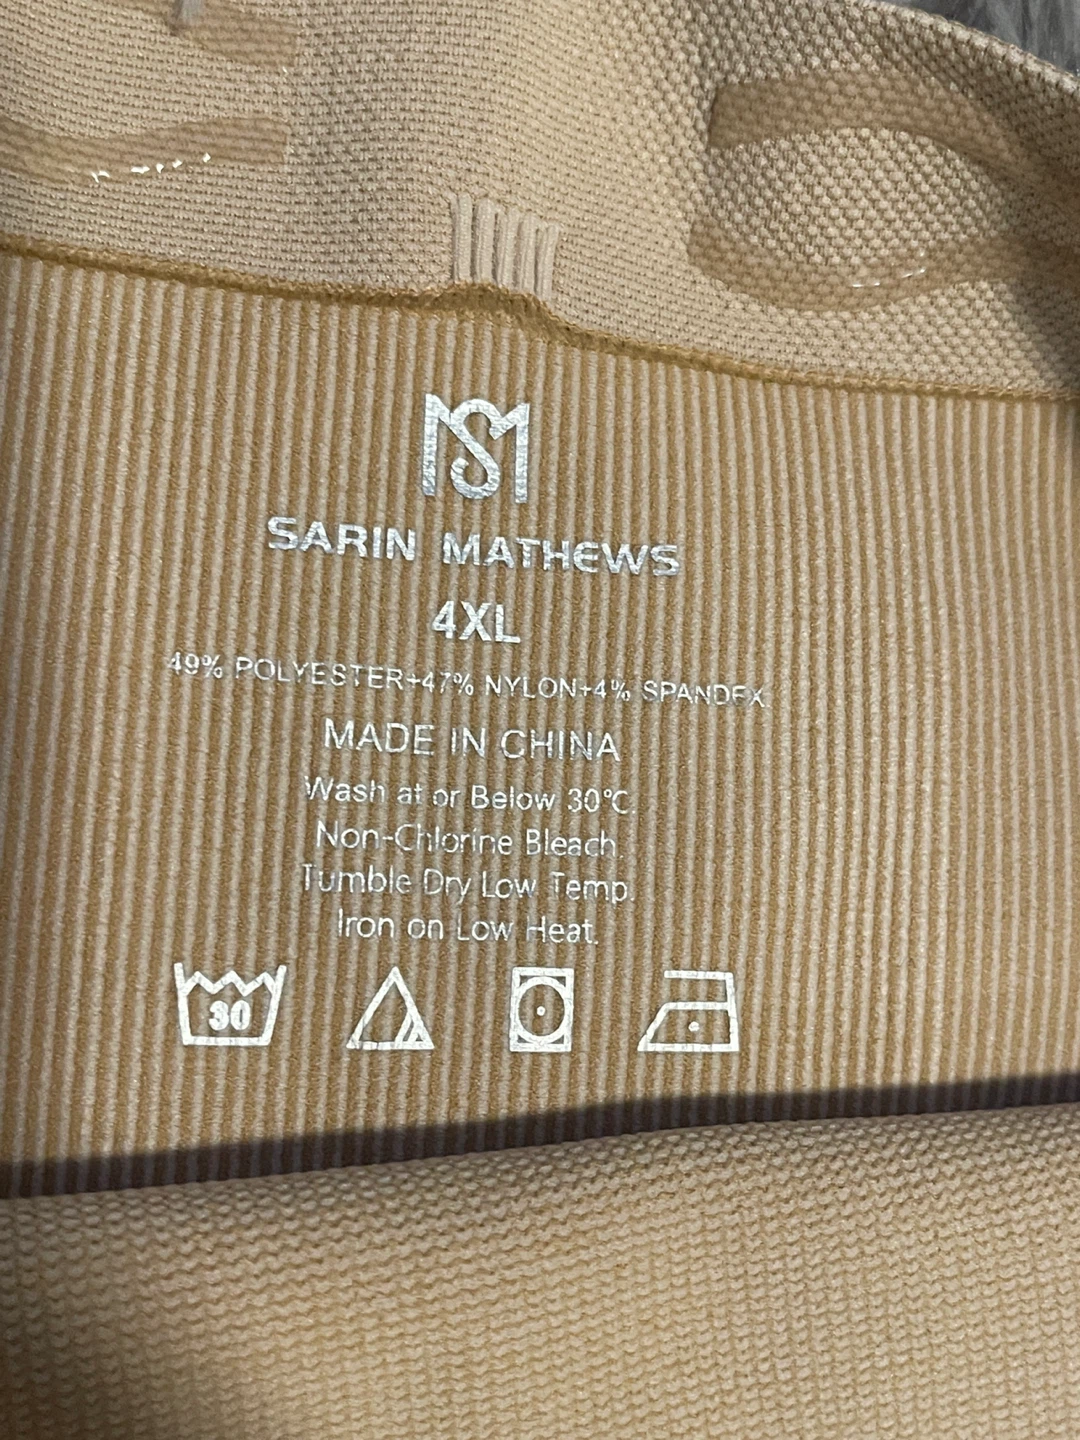 SM
SARIN MATHEWS
4XL
49% POLYESTER+47% NYLON+4% SPANDEX
MADE IN CHINA
Wash at or Below 30°C.
Non-Chlorine Bleach.
Tumble Dry Low Temp.
Iron on Low Heat.
30